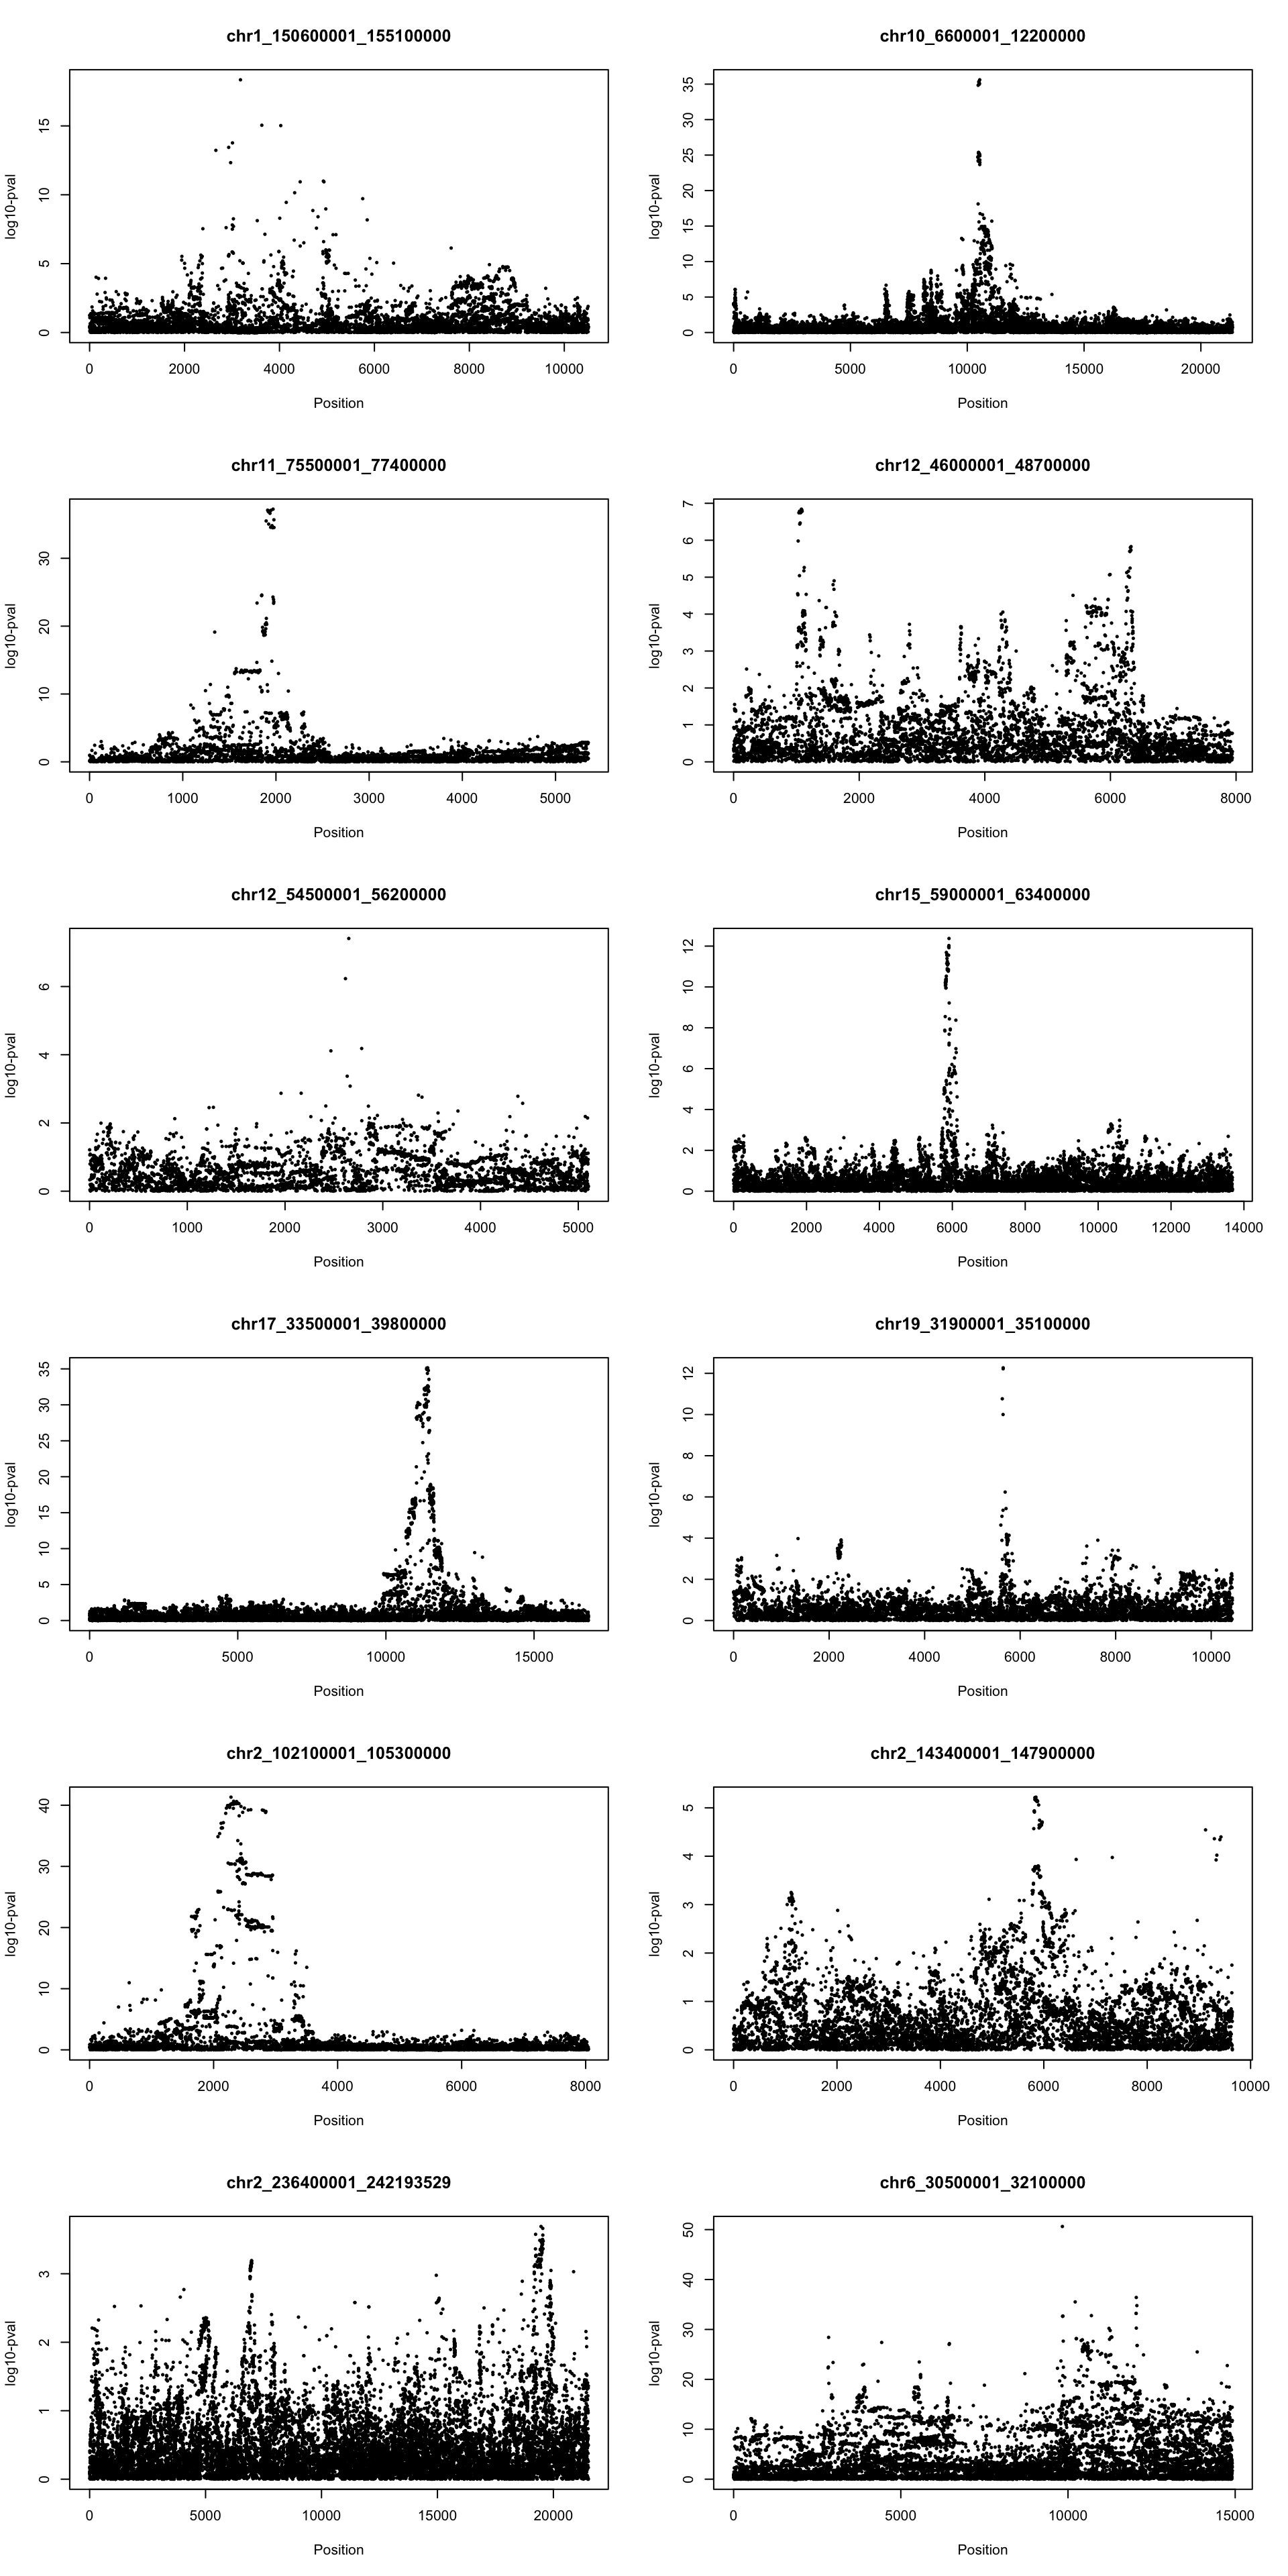 chr1_150600001_155100000
log10-pval
0 5 10 15
0 2000 4000 6000 8000 10000
Position
chr10_6600001_12200000
log10-pval
0 5 10 15 20 25 30 35
0 5000 10000 15000 20000
Position
chr11_75500001_77400000
log10-pval
0 10 20 30
0 1000 2000 3000 4000 5000
Position
chr12_46000001_48700000
log10-pval
0 1 2 3 4 5 6 7
0 2000 4000 6000 8000
Position
chr12_54500001_56200000
log10-pval
0 2 4 6
0 1000 2000 3000 4000 5000
Position
chr15_59000001_63400000
log10-pval
0 2 4 6 8 10 12
0 2000 4000 6000 8000 10000 12000 14000
Position
chr17_33500001_39800000
log10-pval
0 5 10 15 20 25 30 35
0 5000 10000 15000
Position
chr19_31900001_35100000
log10-pval
0 2 4 6 8 10 12
0 2000 4000 6000 8000 10000
Position
chr2_102100001_105300000
log10-pval
0 10 20 30 40
0 2000 4000 6000 8000
Position
chr2_143400001_147900000
log10-pval
0 1 2 3 4 5
0 2000 4000 6000 8000 10000
Position
chr2_236400001_242193529
log10-pval
0 1 2 3
0 5000 10000 15000 20000
Position
chr6_30500001_32100000
log10-pval
0 10 20 30 40 50
0 5000 10000 15000
Position